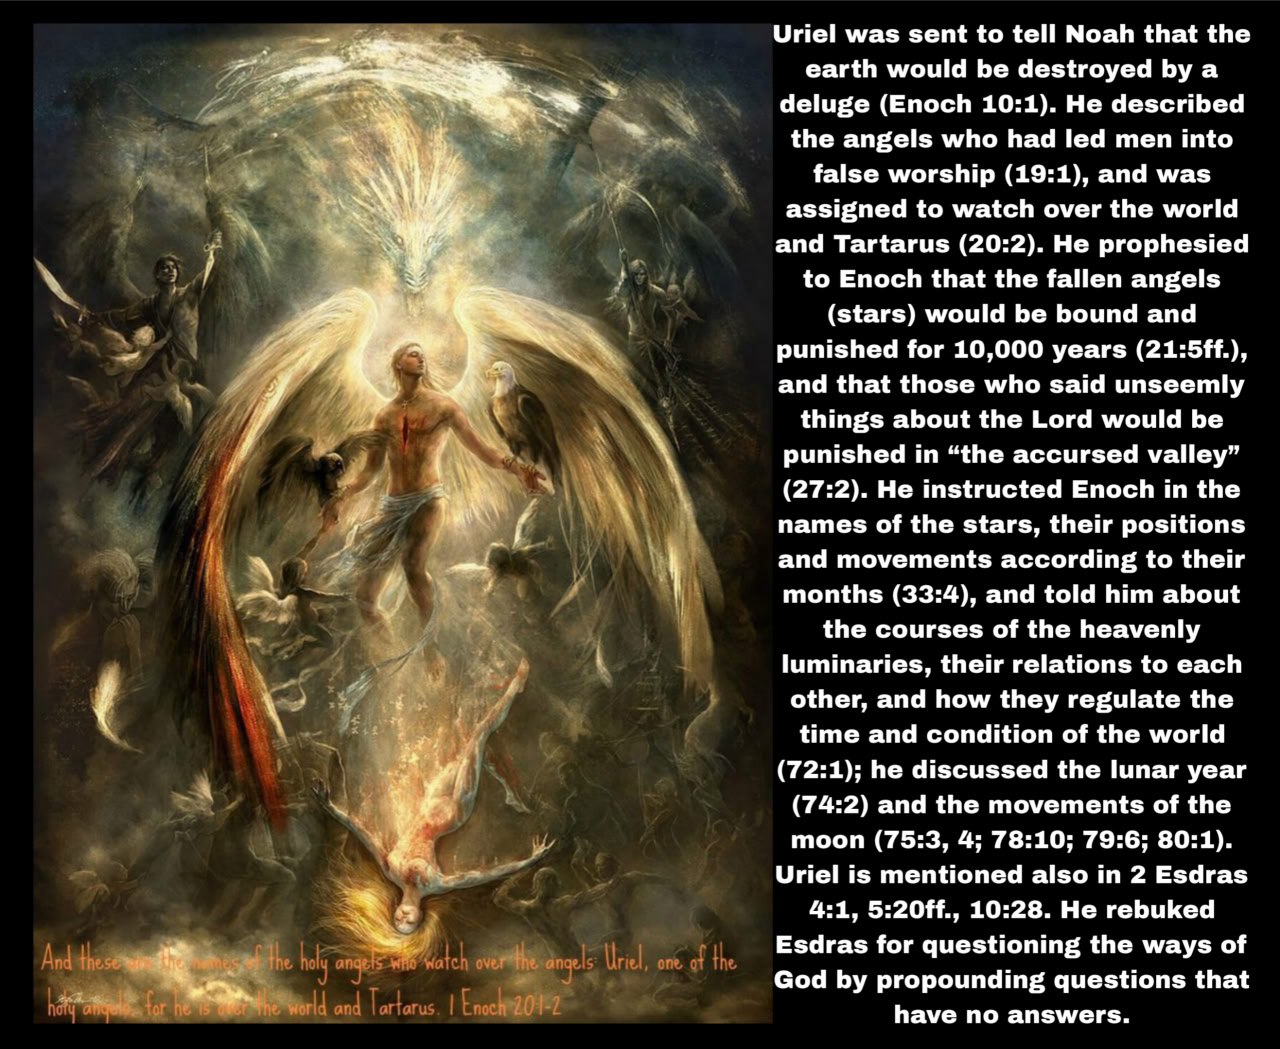 Uriel was sent to tell Noah that the
earth would be destroyed by a
deluge (Enoch 10:1). He described
the angels who had led men into
false worship (19:1), and was
assigned to watch over the world
and Tartarus (20:2). He prophesied
to Enoch that the fallen angels
(stars) would be bound and
punished for 10,000 years (21:5ff.),
and that those who said unseemly
things about the Lord would be
punished in “the accursed valley”
(27:2). He instructed Enoch in the
names of the stars, their positions
and movements according to their
months (33:4), and told him about
the courses of the heavenly
luminaries, their relations to each
other, and how they regulate the
time and condition of the world
(72:1); he discussed the lunar year
(74:2) and the movements of the
moon (75:3, 4; 78:10; 79:6; 80:1).
Uriel is mentioned also in 2 Esdras
4:1, 5:20ff., 10:28. He rebuked
Esdras for questioning the ways of
God by propounding questions that
have no answers.
And these are the names of the holy angels who watch over the angels: Uriel, one of the
holy angels, for he is over the world and Tartarus. 1 Enoch 20:1-2